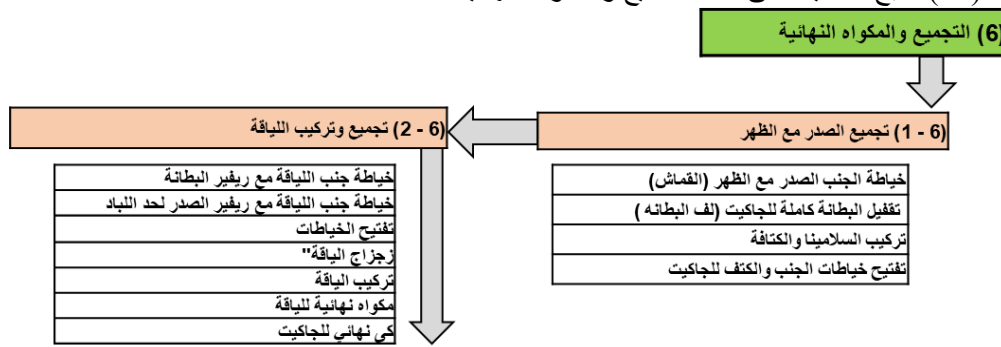 (6) التجميع والمكواه النهائية
(6 - 1) تجميع الصدر مع الظهر
خياطة الجنب الصدر مع الظهر (القماش)
تقفيل البطانة كاملة للجاكيت (لف البطانه )
تركيب السلامينا والكتافة
تفتيح خياطات الجنب والكتف للجاكيت
(6 - 2) تجميع وتركيب اللياقة
خياطة جنب اللياقة مع ريفير البطانة
خياطة جنب اللياقة مع ريفير الصدر لحد اللباد
تفتيح الخياطات
زجزاج الياقة"
تركيب الياقة
مكواه نهائية للياقة
كي نهائي للجاكيت